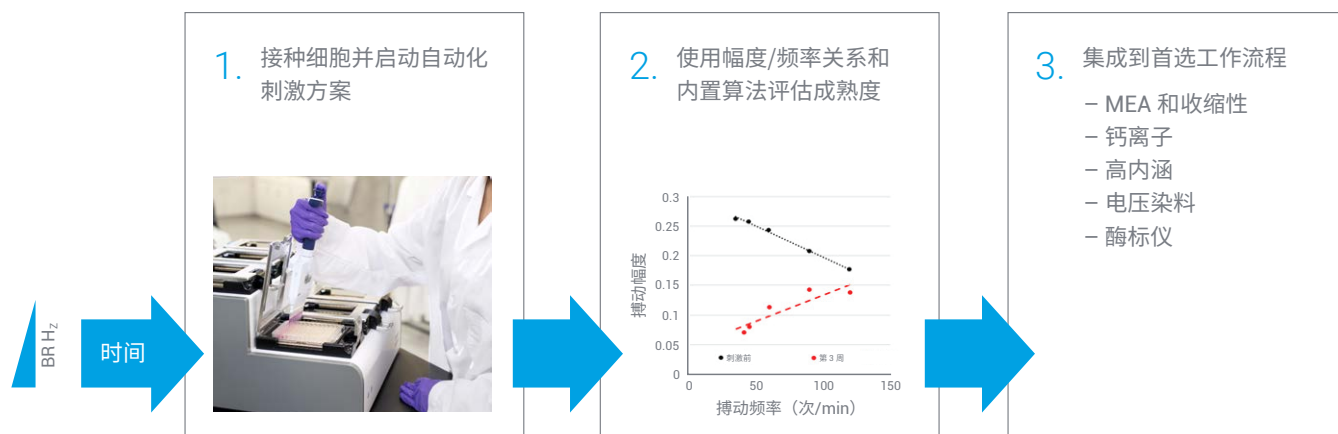 BR Hz
时间
1.
接种细胞并启动自动化
刺激方案
2.
使用幅度/频率关系和
内置算法评估成熟度
搏动幅度
0.3
0.25
0.2
0.15
0.1
0.05
0
刺激前
第 3 周
0
50
100
150
搏动频率（次/min）
3.
集成到首选工作流程
– MEA 和收缩性
– 钙离子
– 高内涵
– 电压染料
– 酶标仪